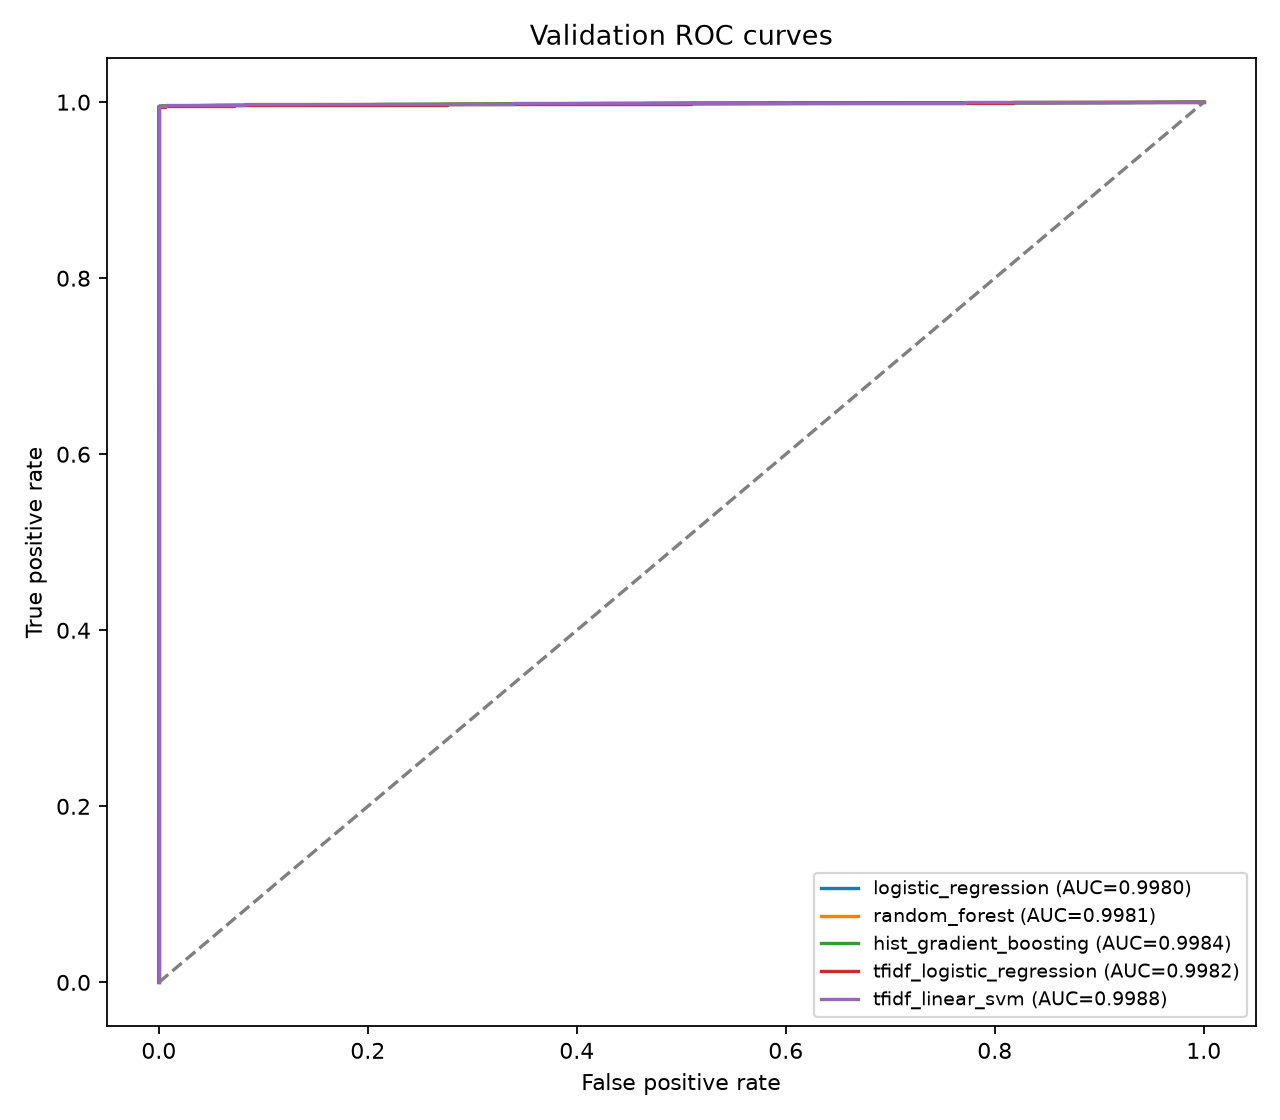 Validation ROC curves
True positive rate
1.0
0.8
0.6
0.4
0.2
0.0
logistic_regression (AUC=0.9980)
random_forest (AUC=0.9981)
hist_gradient_boosting (AUC=0.9984)
tfidf_logistic_regression (AUC=0.9982)
tfidf_linear_svm (AUC=0.9988)
0.0 0.2 0.4 0.6 0.8 1.0
False positive rate